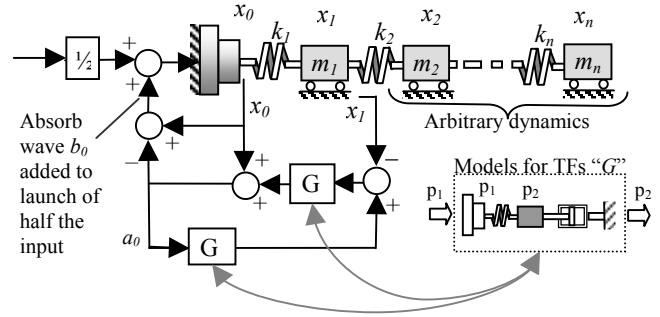 x₀ x₁ x₂ xₙ
k₁ k₂ kₙ
½ + +
m₁ m₂ mₙ
x₀ x₁
Arbitrary dynamics
Absorb
wave b₀
added to
launch of
half the
input
− + + + − +
G
a₀ G
Models for TFs “G”
p₁ p₁ p₂ p₂